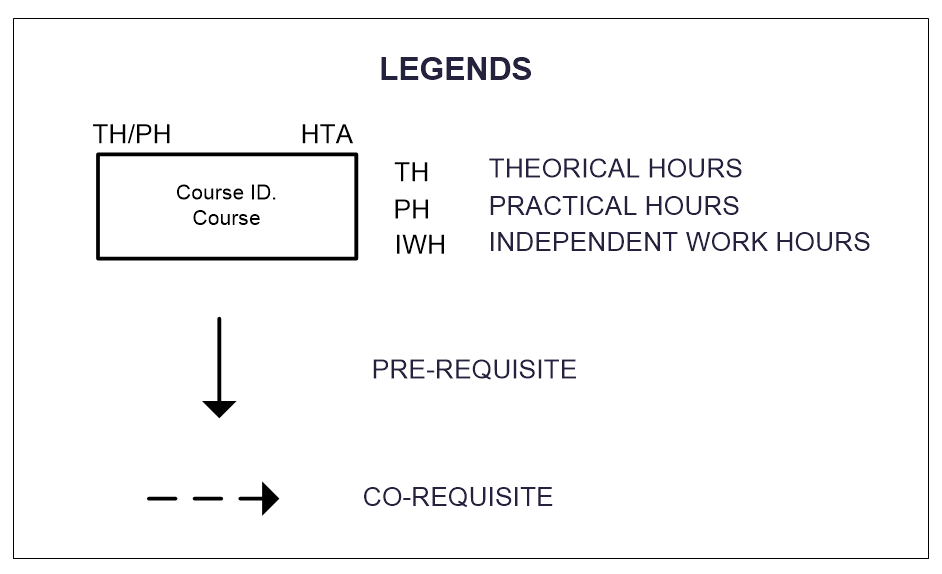 LEGENDS
TH/PH HTA
Course ID.
Course
TH THEORICAL HOURS
PH PRACTICAL HOURS
IWH INDEPENDENT WORK HOURS
PRE-REQUISITE
CO-REQUISITE